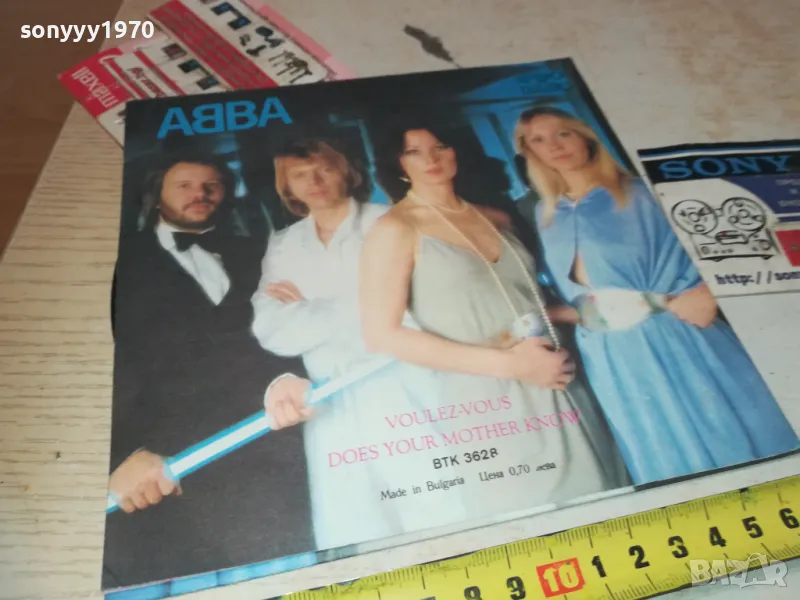 sonyyy1970
maxell
ABBA
SONY
http://son
VOULEZ-VOUS
DOES YOUR MOTHER KNOW
BTK 3628
Made in Bulgaria Цена 0,70 лева
8 9 10 1 2 3 4 5 6
BAZAR